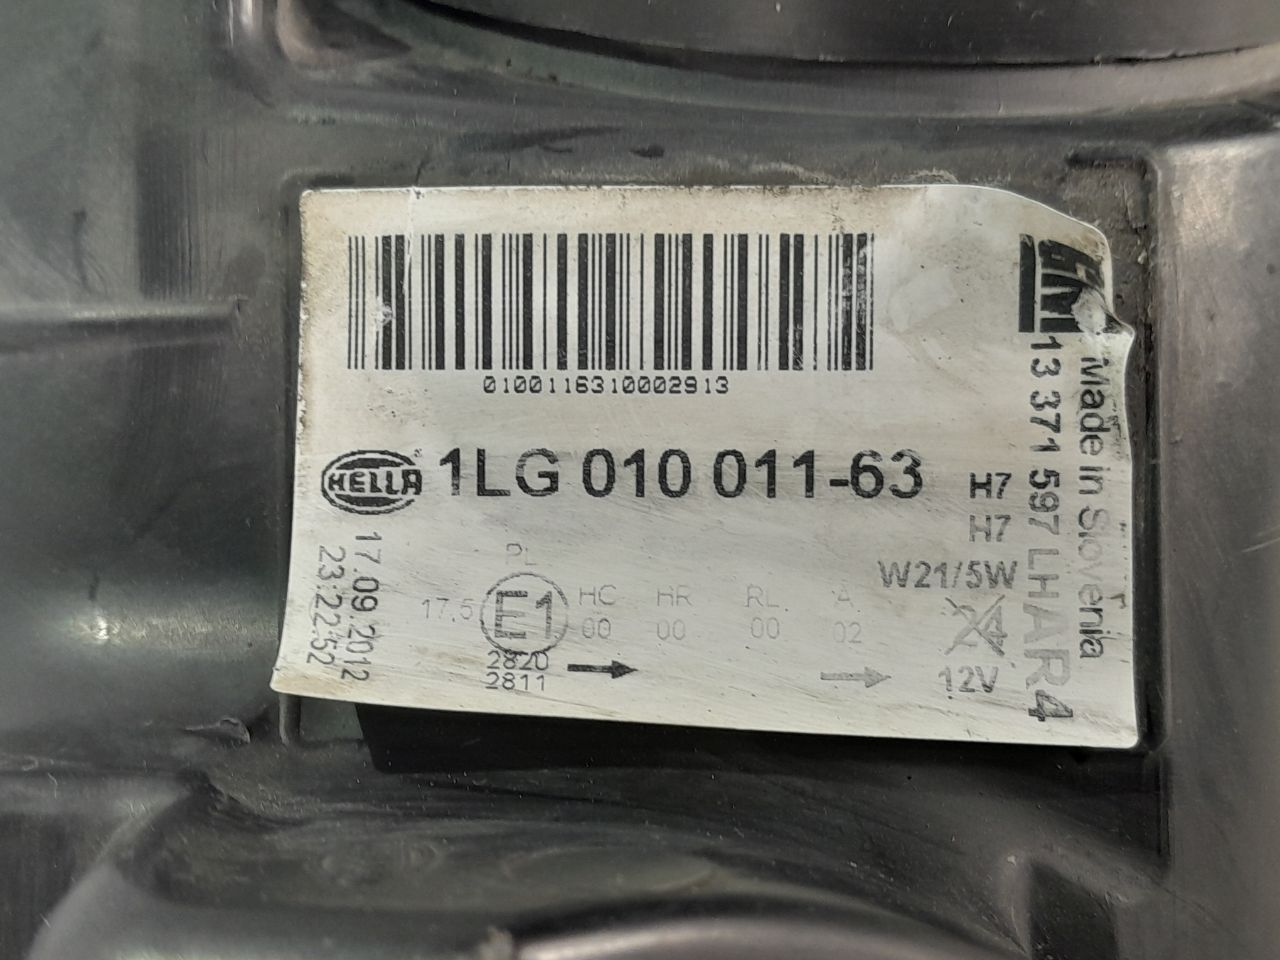 0100116310002913
HELLA
1LG 010 011-63
H7
H7
W21/5W
PL
17.5
E1
HC
HR
RL.
A.
00
00
00
02
2820
2811
12V
17.09.2012
23:22:52
GM
13 371 597 LHAR4
Made in Slovenia